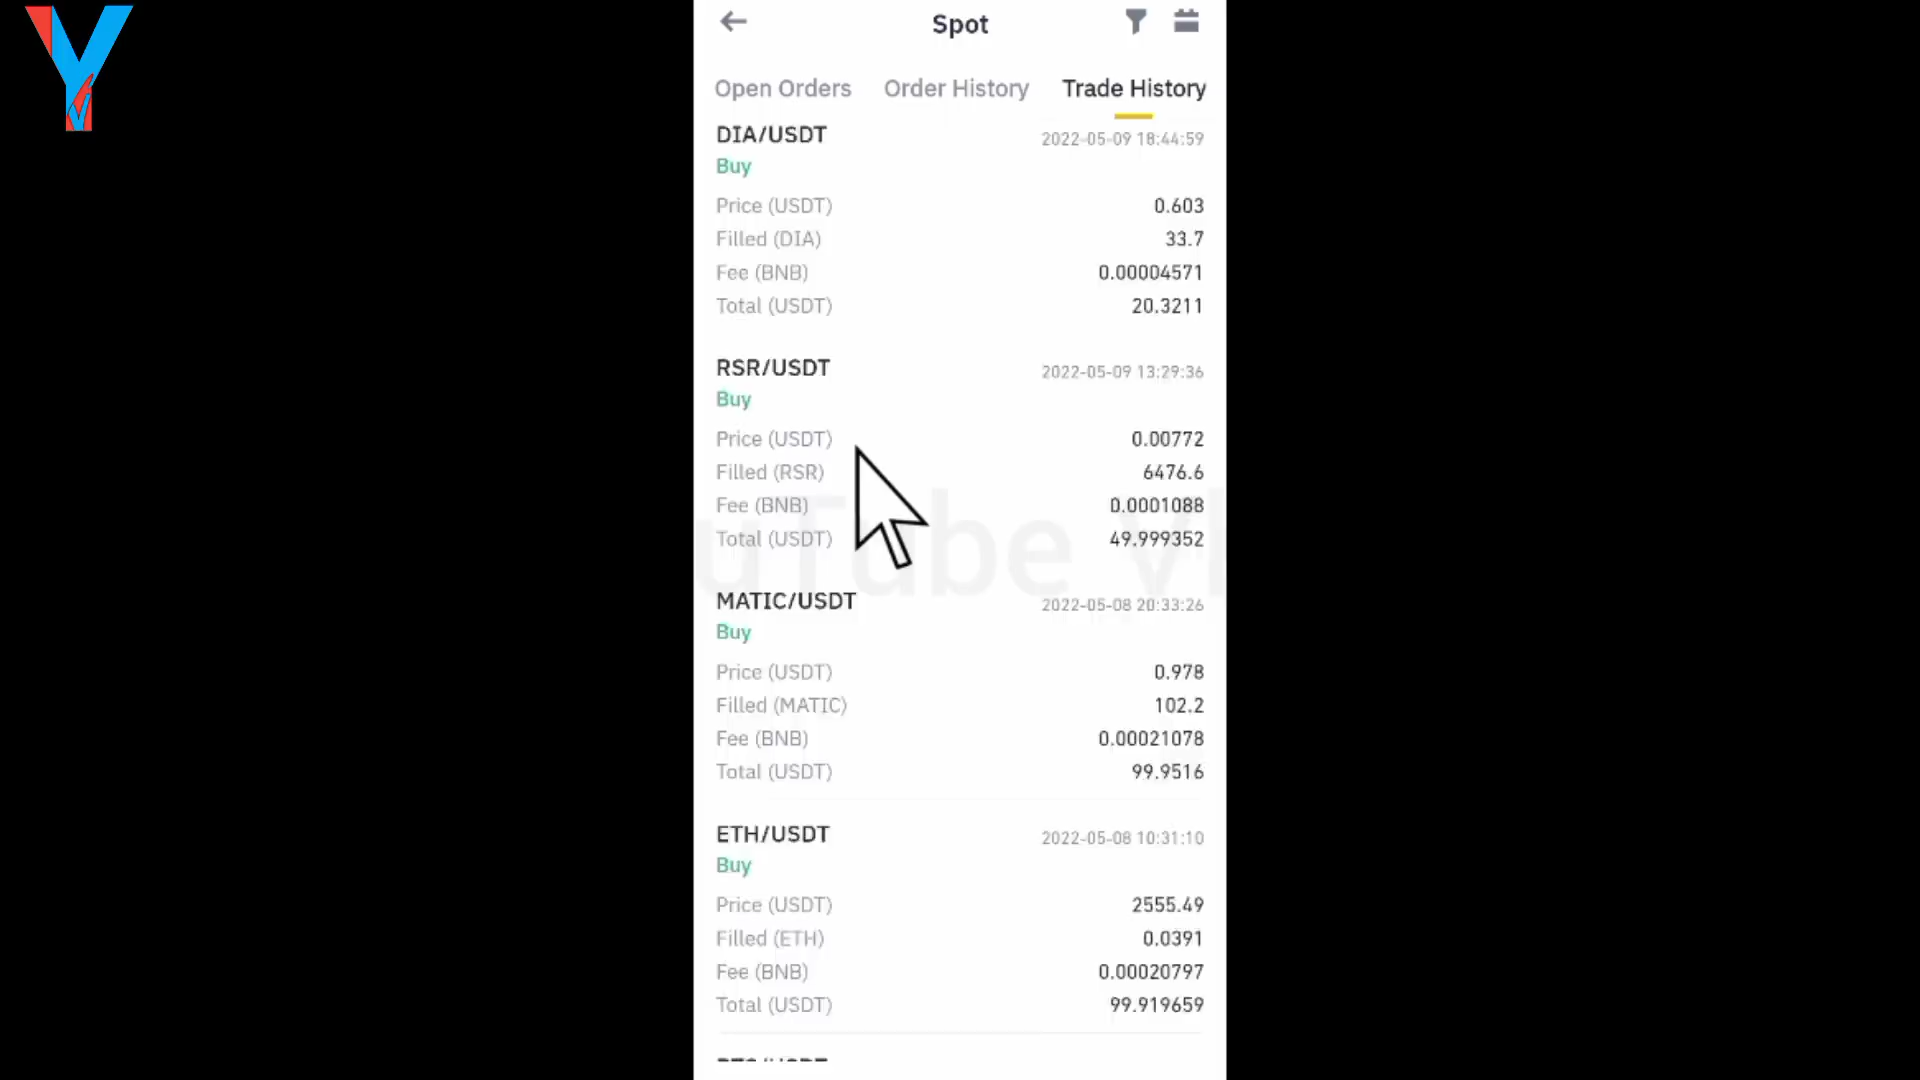 Spot
Open Orders Order History Trade History
DIA/USDT 2022-05-09 18:44:59
Buy
Price (USDT) 0.603
Filled (DIA) 33.7
Fee (BNB) 0.00004571
Total (USDT) 20.3211
RSR/USDT 2022-05-09 13:29:36
Buy
Price (USDT) 0.00772
Filled (RSR) 6476.6
Fee (BNB) 0.0001088
Total (USDT) 49.999352
MATIC/USDT 2022-05-08 20:33:26
Buy
Price (USDT) 0.978
Filled (MATIC) 102.2
Fee (BNB) 0.00021078
Total (USDT) 99.9516
ETH/USDT 2022-05-08 10:31:10
Buy
Price (USDT) 2555.49
Filled (ETH) 0.0391
Fee (BNB) 0.00020797
Total (USDT) 99.919659